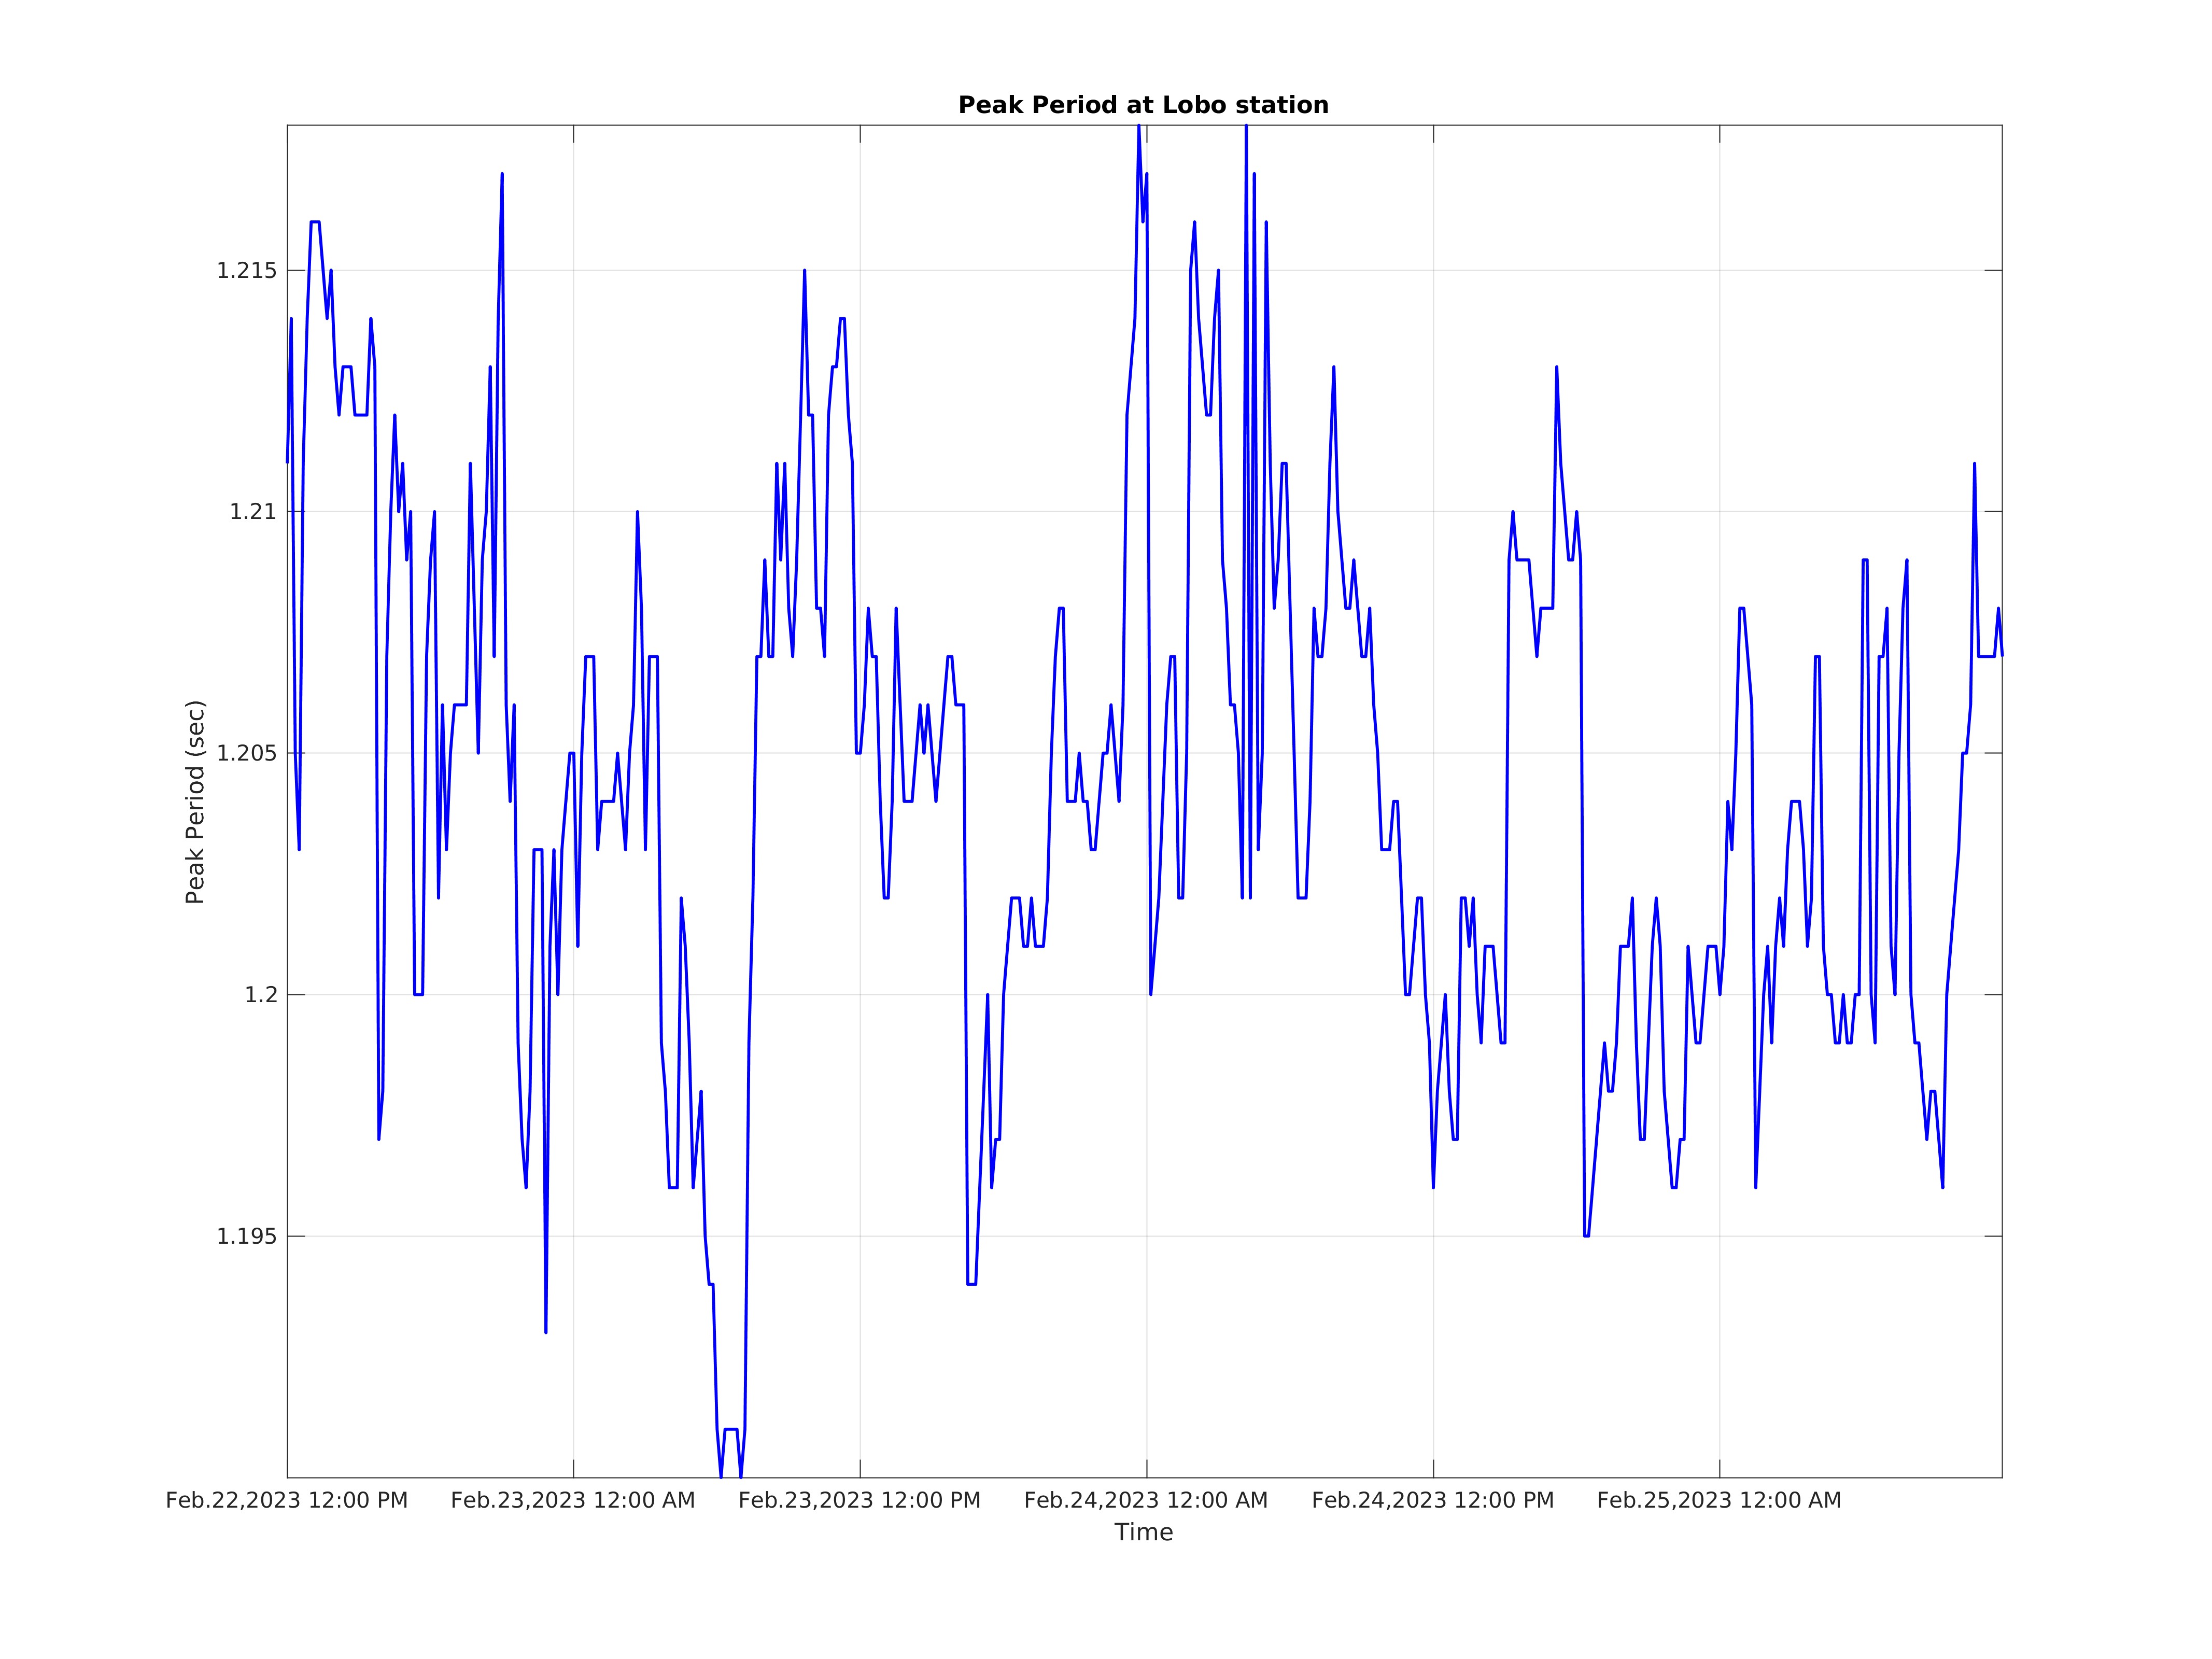 Peak Period at Lobo station
Peak Period (sec)
1.215
1.21
1.205
1.2
1.195
Feb.22,2023 12:00 PM
Feb.23,2023 12:00 AM
Feb.23,2023 12:00 PM
Feb.24,2023 12:00 AM
Feb.24,2023 12:00 PM
Feb.25,2023 12:00 AM
Time